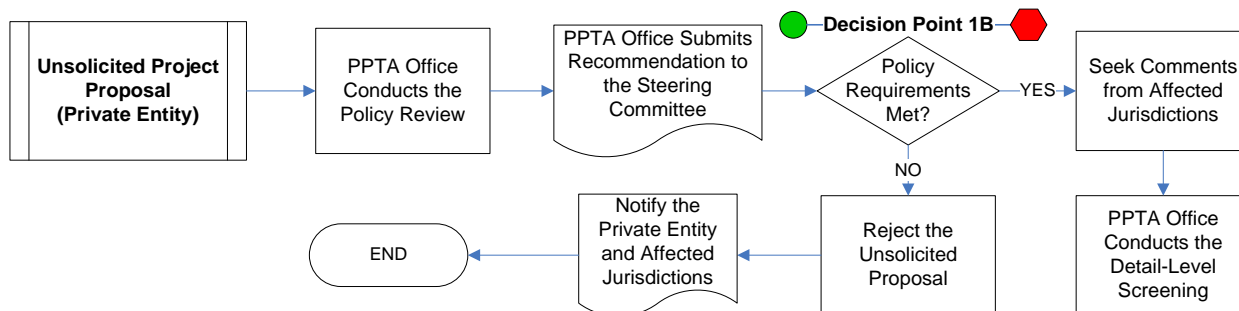 Unsolicited Project
Proposal
(Private Entity)
PPTA Office
Conducts the
Policy Review
PPTA Office Submits
Recommendation to
the Steering
Committee
Decision Point 1B
Policy
Requirements
Met?
YES
Seek Comments
from Affected
Jurisdictions
NO
PPTA Office
Conducts the
Detail-Level
Screening
Reject the
Unsolicited
Proposal
Notify the
Private Entity
and Affected
Jurisdictions
END